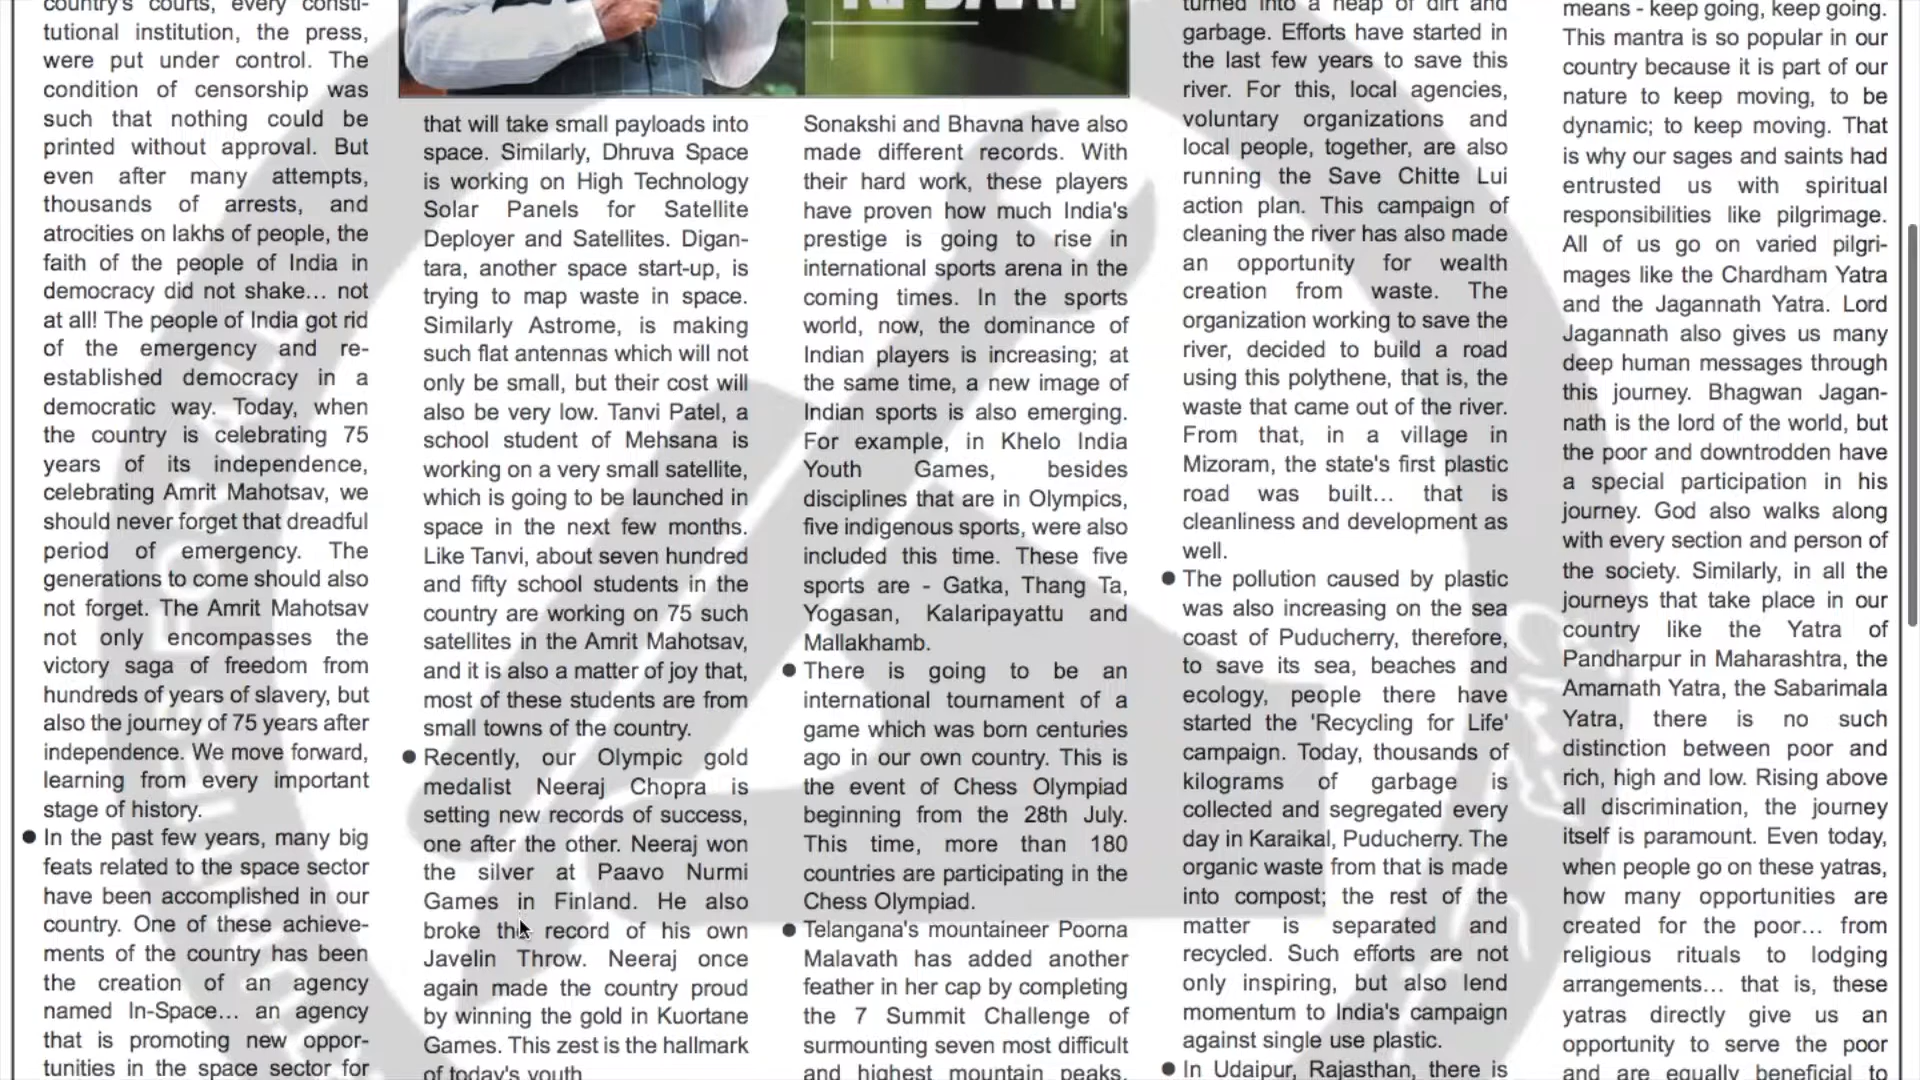 country's courts, every consti-
tutional institution, the press,
were put under control. The
condition of censorship was
such that nothing could be
printed without approval. But
even after many attempts,
thousands of arrests, and
atrocities on lakhs of people, the
faith of the people of India in
democracy did not shake... not
at all! The people of India got rid
of the emergency and re-
established democracy in a
democratic way. Today, when
the country is celebrating 75
years of its independence,
celebrating Amrit Mahotsav, we
should never forget that dreadful
period of emergency. The
generations to come should also
not forget. The Amrit Mahotsav
not only encompasses the
victory saga of freedom from
hundreds of years of slavery, but
also the journey of 75 years after
independence. We move forward,
learning from every important
stage of history.
● In the past few years, many big
feats related to the space sector
have been accomplished in our
country. One of these achieve-
ments of the country has been
the creation of an agency
named In-Space... an agency
that is promoting new oppor-
tunities in the space sector for
that will take small payloads into
space. Similarly, Dhruva Space
is working on High Technology
Solar Panels for Satellite
Deployer and Satellites. Digan-
tara, another space start-up, is
trying to map waste in space.
Similarly Astrome, is making
such flat antennas which will not
only be small, but their cost will
also be very low. Tanvi Patel, a
school student of Mehsana is
working on a very small satellite,
which is going to be launched in
space in the next few months.
Like Tanvi, about seven hundred
and fifty school students in the
country are working on 75 such
satellites in the Amrit Mahotsav,
and it is also a matter of joy that,
most of these students are from
small towns of the country.
● Recently, our Olympic gold
medalist Neeraj Chopra is
setting new records of success,
one after the other. Neeraj won
the silver at Paavo Nurmi
Games in Finland. He also
broke the record of his own
Javelin Throw. Neeraj once
again made the country proud
by winning the gold in Kuortane
Games. This zest is the hallmark
of today's youth
Sonakshi and Bhavna have also
made different records. With
their hard work, these players
have proven how much India's
prestige is going to rise in
international sports arena in the
coming times. In the sports
world, now, the dominance of
Indian players is increasing; at
the same time, a new image of
Indian sports is also emerging.
For example, in Khelo India
Youth Games, besides
disciplines that are in Olympics,
five indigenous sports, were also
included this time. These five
sports are - Gatka, Thang Ta,
Yogasan, Kalaripayattu and
Mallakhamb.
● There is going to be an
international tournament of a
game which was born centuries
ago in our own country. This is
the event of Chess Olympiad
beginning from the 28th July.
This time, more than 180
countries are participating in the
Chess Olympiad.
● Telangana's mountaineer Poorna
Malavath has added another
feather in her cap by completing
the 7 Summit Challenge of
surmounting seven most difficult
and highest mountain peaks.
turned into a heap of dirt and
garbage. Efforts have started in
the last few years to save this
river. For this, local agencies,
voluntary organizations and
local people, together, are also
running the Save Chitte Lui
action plan. This campaign of
cleaning the river has also made
an opportunity for wealth
creation from waste. The
organization working to save the
river, decided to build a road
using this polythene, that is, the
waste that came out of the river.
From that, in a village in
Mizoram, the state's first plastic
road was built... that is
cleanliness and development as
well.
● The pollution caused by plastic
was also increasing on the sea
coast of Puducherry, therefore,
to save its sea, beaches and
ecology, people there have
started the 'Recycling for Life'
campaign. Today, thousands of
kilograms of garbage is
collected and segregated every
day in Karaikal, Puducherry. The
organic waste from that is made
into compost; the rest of the
matter is separated and
recycled. Such efforts are not
only inspiring, but also lend
momentum to India's campaign
against single use plastic.
● In Udaipur, Rajasthan, there is
means - keep going, keep going.
This mantra is so popular in our
country because it is part of our
nature to keep moving, to be
dynamic; to keep moving. That
is why our sages and saints had
entrusted us with spiritual
responsibilities like pilgrimage.
All of us go on varied pilgri-
mages like the Chardham Yatra
and the Jagannath Yatra. Lord
Jagannath also gives us many
deep human messages through
this journey. Bhagwan Jagan-
nath is the lord of the world, but
the poor and downtrodden have
a special participation in his
journey. God also walks along
with every section and person of
the society. Similarly, in all the
journeys that take place in our
country like the Yatra of
Pandharpur in Maharashtra, the
Amarnath Yatra, the Sabarimala
Yatra, there is no such
distinction between poor and
rich, high and low. Rising above
all discrimination, the journey
itself is paramount. Even today,
when people go on these yatras,
how many opportunities are
created for the poor... from
religious rituals to lodging
arrangements... that is, these
yatras directly give us an
opportunity to serve the poor
and are equally beneficial to